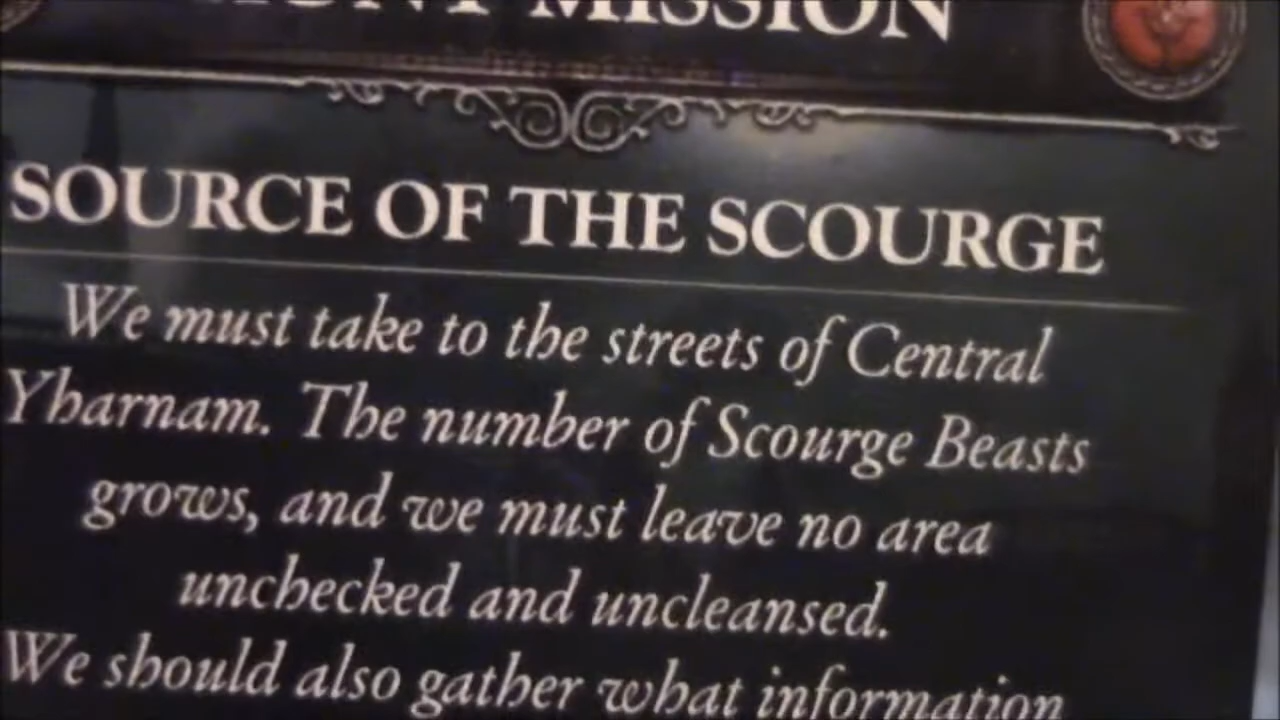 MISSION
SOURCE OF THE SCOURGE
We must take to the streets of Central
Yharnam. The number of Scourge Beasts
grows, and we must leave no area
unchecked and uncleansed.
We should also gather what information